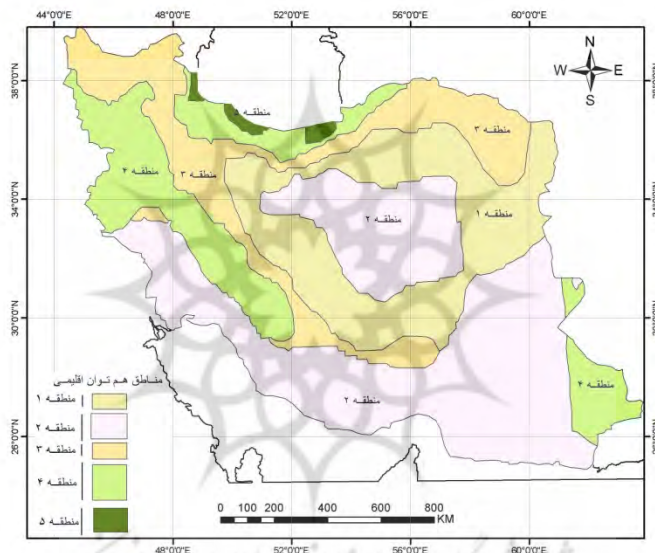 44°0'0"E 48°0'0"E 52°0'0"E 56°0'0"E 60°0'0"E
N
W E
S
38°0'0"N
34°0'0"N
30°0'0"N
26°0'0"N
منطقه ۵
منطقه ۳
منطقه ۴
منطقه ۳
منطقه ۱
منطقه ۲
منطقه ۴
منطقه ۲
مناطق هم توان اقلیمی
منطقه ۱
منطقه ۲
منطقه ۳
منطقه ۴
منطقه ۵
0 100 200 400 600 800
KM
48°0'0"E 52°0'0"E 56°0'0"E 60°0'0"E